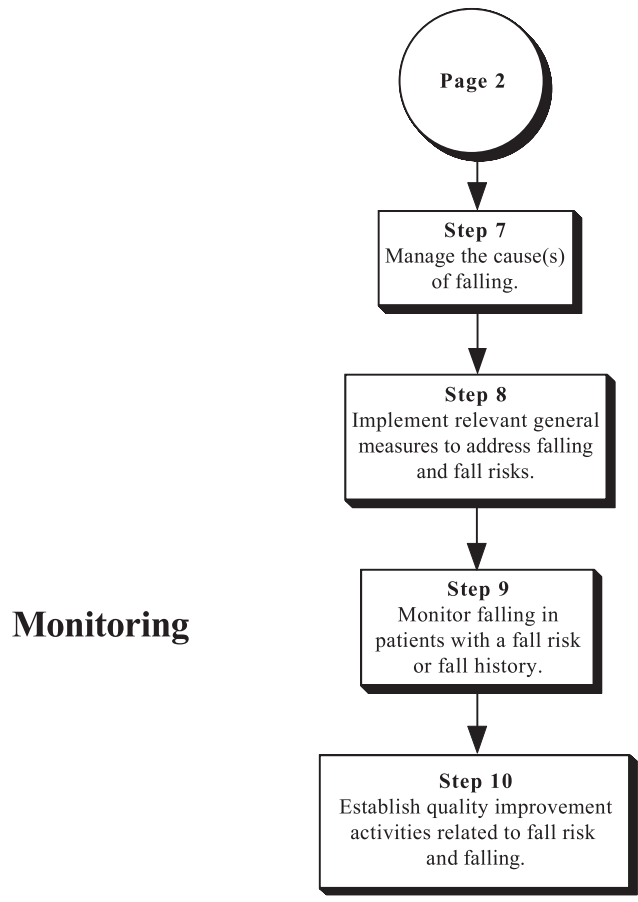 Page 2
Step 7
Manage the cause(s)
of falling.
Step 8
Implement relevant general
measures to address falling
and fall risks.
Monitoring
Step 9
Monitor falling in
patients with a fall risk
or fall history.
Step 10
Establish quality improvement
activities related to fall risk
and falling.